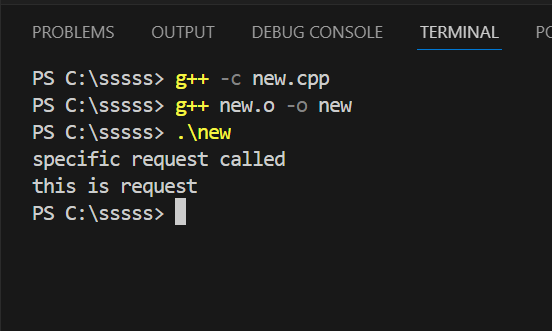 PROBLEMS OUTPUT DEBUG CONSOLE TERMINAL PO
PS C:\sssss> g++ -c new.cpp
PS C:\sssss> g++ new.o -o new
PS C:\sssss> .\new
specific request called
this is request
PS C:\sssss>